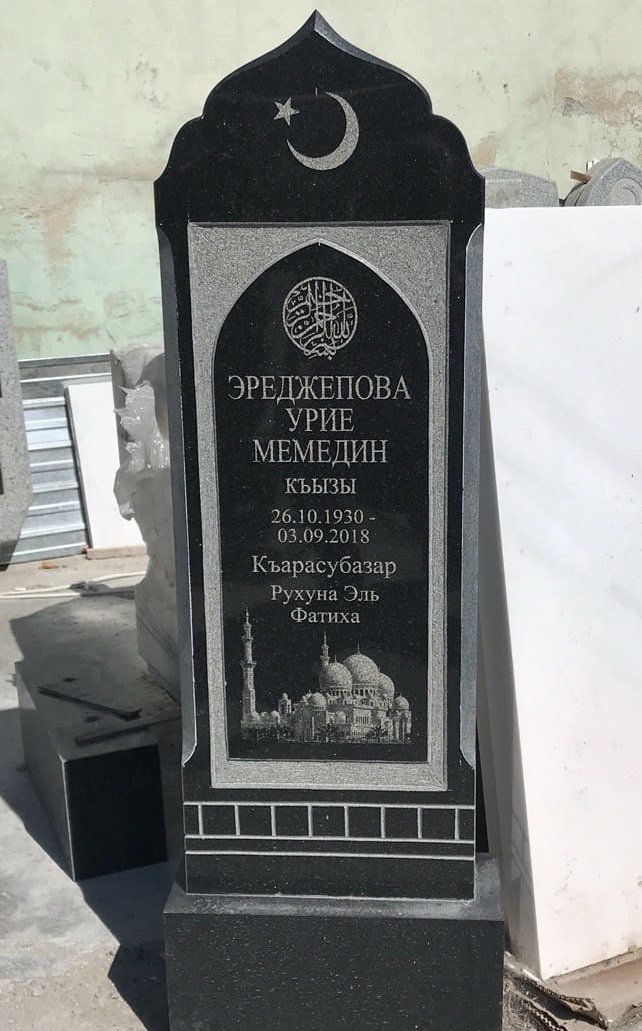 ЭРЕДЖЕПОВА
УРИЕ
МЕМЕДИН
КЪЫЗЫ
26.10.1930 -
03.09.2018
Къарасубазар
Рухуна Эль
Фатиха